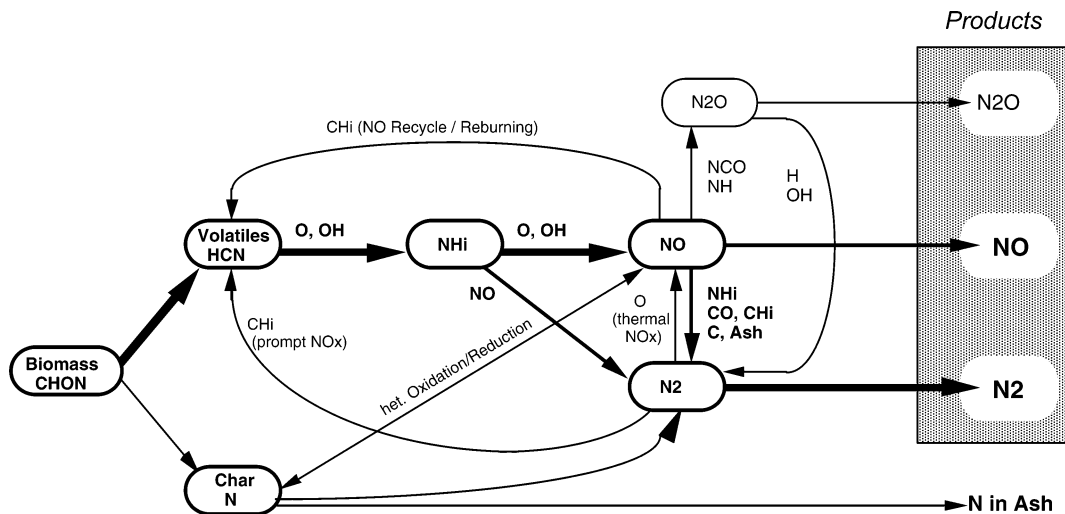 Products
N2O
N2O
CHi (NO Recycle / Reburning)
NCO
NH
H
OH
Volatiles
HCN
O, OH
NHi
O, OH
NO
NO
NO
O
(thermal
NOx)
NHi
CO, CHi
C, Ash
CHi
(prompt NOx)
het. Oxidation/Reduction
Biomass
CHON
N2
N2
Char
N
N in Ash